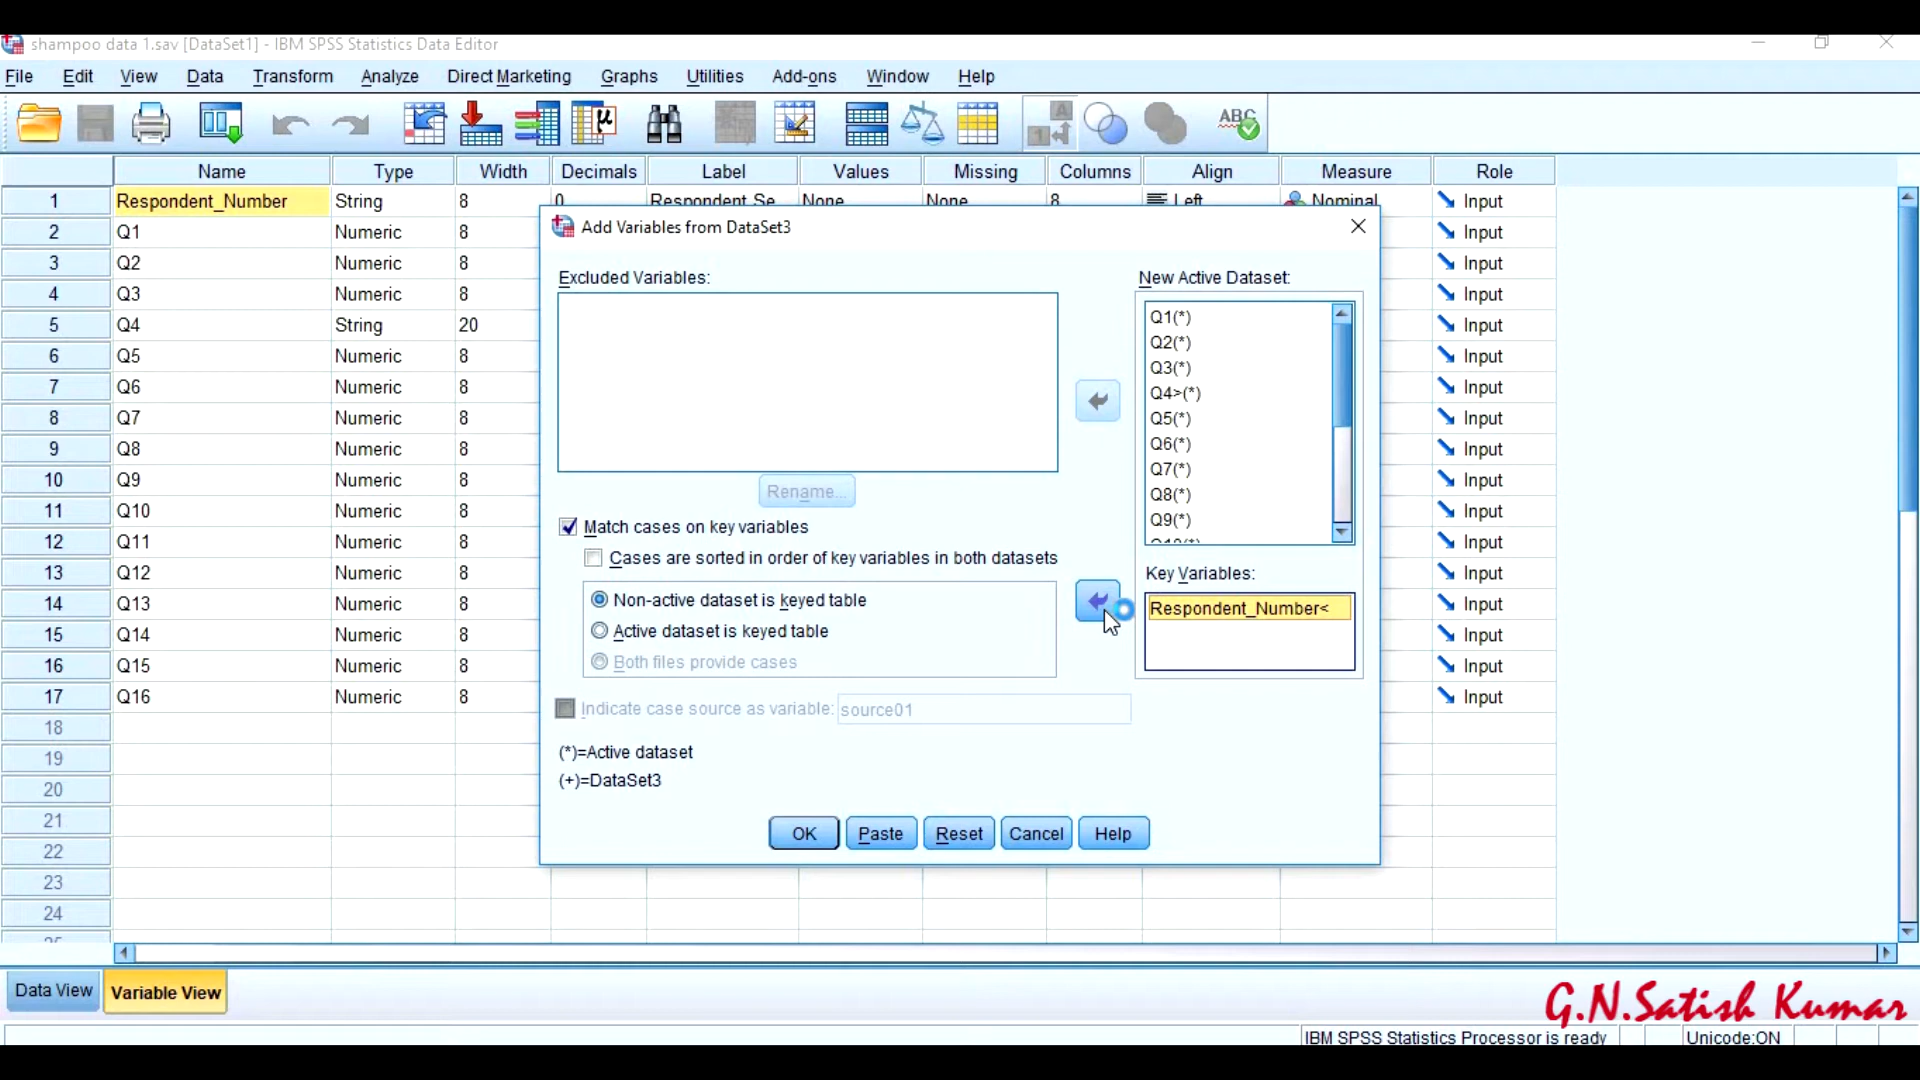 shampoo data 1.sav [DataSet1] - IBM SPSS Statistics Data Editor
File Edit View Data Transform Analyze Direct Marketing Graphs Utilities Add-ons Window Help
Name Type Width Decimals Label Values Missing Columns Align Measure Role
1 Respondent_Number String 8 0 Respondent Se... None None 8 Left Nominal Input
2 Q1 Numeric 8 Input
3 Q2 Numeric 8 Input
4 Q3 Numeric 8 Input
5 Q4 String 20 Input
6 Q5 Numeric 8 Input
7 Q6 Numeric 8 Input
8 Q7 Numeric 8 Input
9 Q8 Numeric 8 Input
10 Q9 Numeric 8 Input
11 Q10 Numeric 8 Input
12 Q11 Numeric 8 Input
13 Q12 Numeric 8 Input
14 Q13 Numeric 8 Input
15 Q14 Numeric 8 Input
16 Q15 Numeric 8 Input
17 Q16 Numeric 8 Input
18
19
20
21
22
23
24
Add Variables from DataSet3
Excluded Variables:
Rename...
Match cases on key variables
Cases are sorted in order of key variables in both datasets
Non-active dataset is keyed table
Active dataset is keyed table
Both files provide cases
Indicate case source as variable: source01
(*)=Active dataset
(+)=DataSet3
New Active Dataset:
Q1(*)
Q2(*)
Q3(*)
Q4>(*)
Q5(*)
Q6(*)
Q7(*)
Q8(*)
Q9(*)
Key Variables:
Respondent_Number<
OK Paste Reset Cancel Help
Data View Variable View
G.N.Satish Kumar
IBM SPSS Statistics Processor is ready Unicode:ON